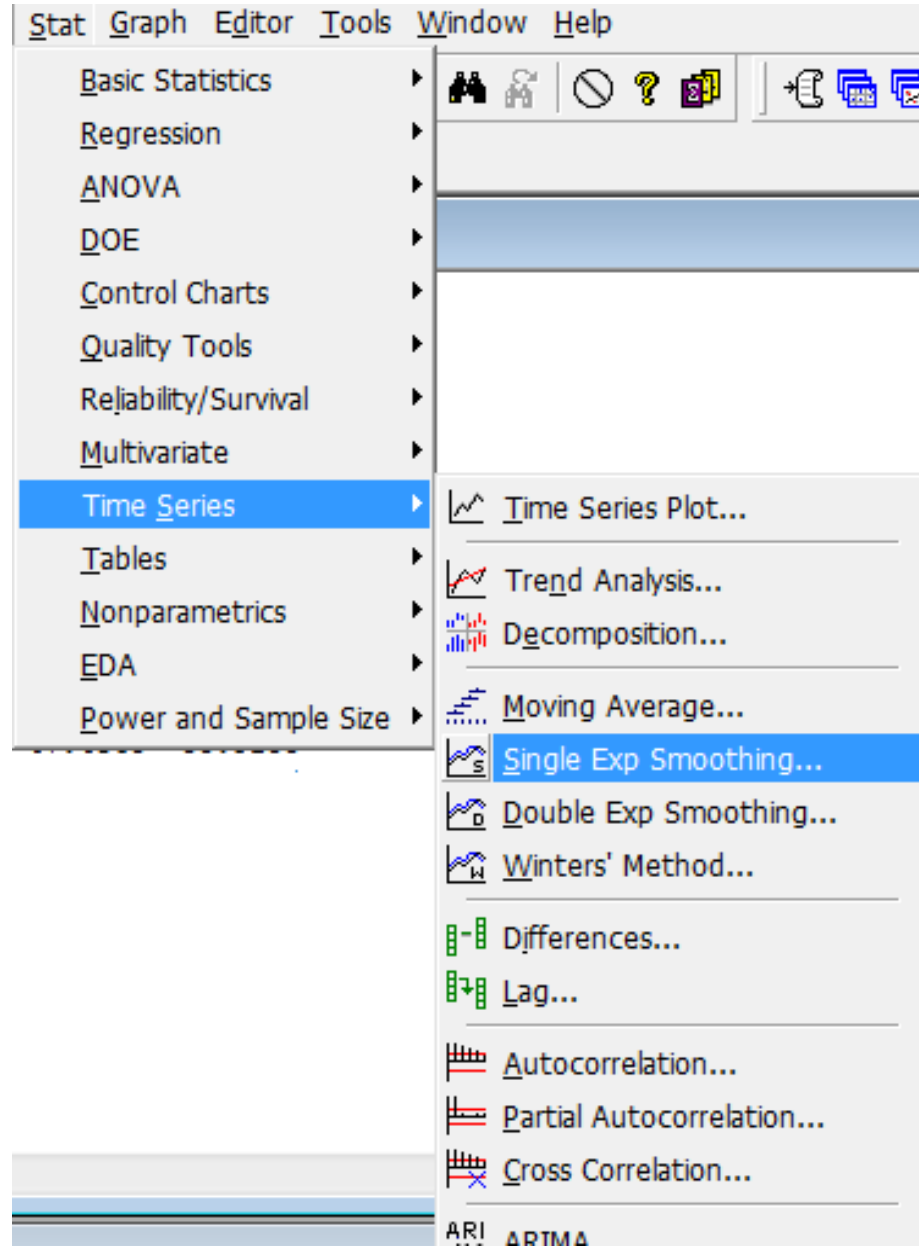 Stat Graph Editor Tools Window Help
Basic Statistics
Regression
ANOVA
DOE
Control Charts
Quality Tools
Reliability/Survival
Multivariate
Time Series
Tables
Nonparametrics
EDA
Power and Sample Size
Time Series Plot...
Trend Analysis...
Decomposition...
Moving Average...
Single Exp Smoothing...
Double Exp Smoothing...
Winters' Method...
Differences...
Lag...
Autocorrelation...
Partial Autocorrelation...
Cross Correlation...
ARIMA